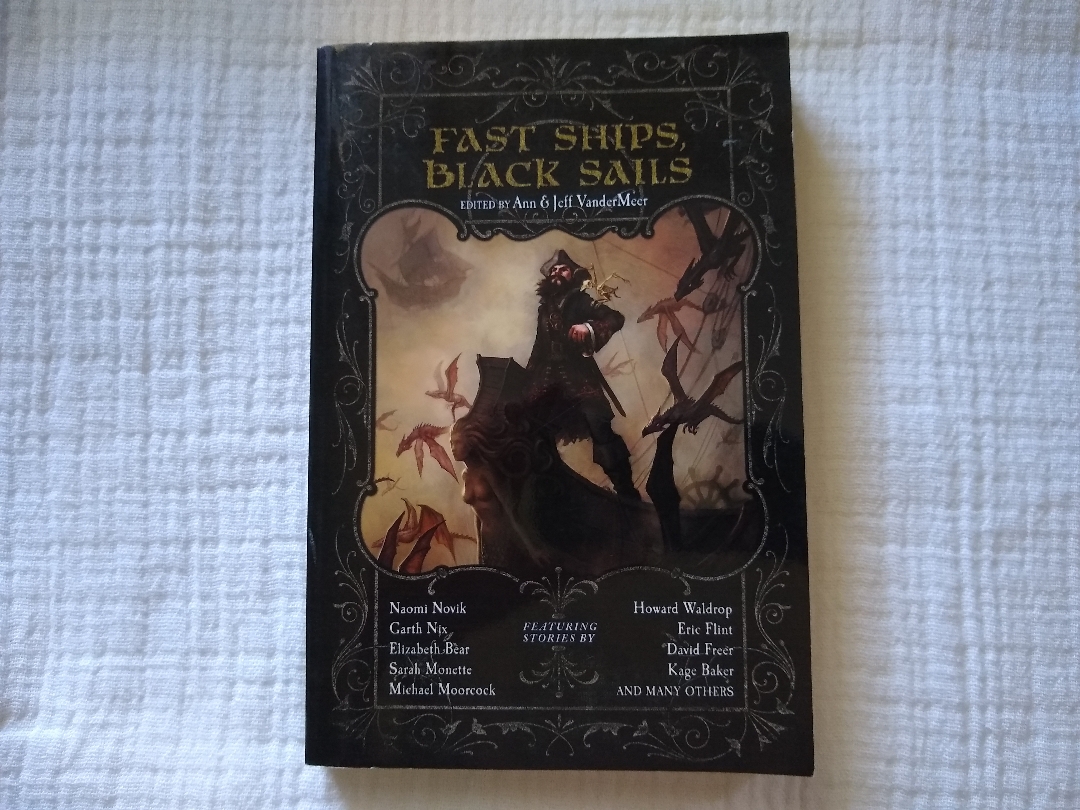 FAST SHIPS,
BLACK SAILS
EDITED BY Ann & Jeff VanderMeer
Naomi Novik
Garth Nix
Elizabeth Bear
Sarah Monette
Michael Moorcock
FEATURING
STORIES BY
Howard Waldrop
Eric Flint
David Freer
Kage Baker
AND MANY OTHERS